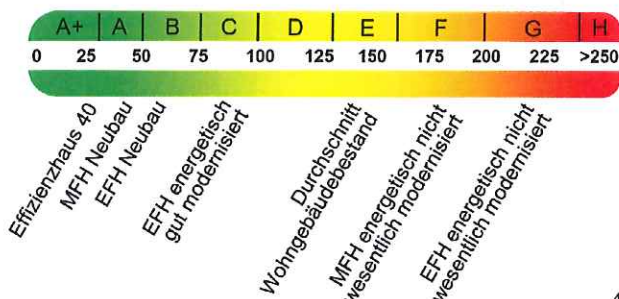 A+ A B C D E F G H
0 25 50 75 100 125 150 175 200 225 >250
Effizienzhaus 40
MFH Neubau
EFH Neubau
EFH energetisch
gut modernisiert
Durchschnitt
Wohngebäudebestand
MFH energetisch nicht
wesentlich modernisiert
EFH energetisch nicht
wesentlich modernisiert